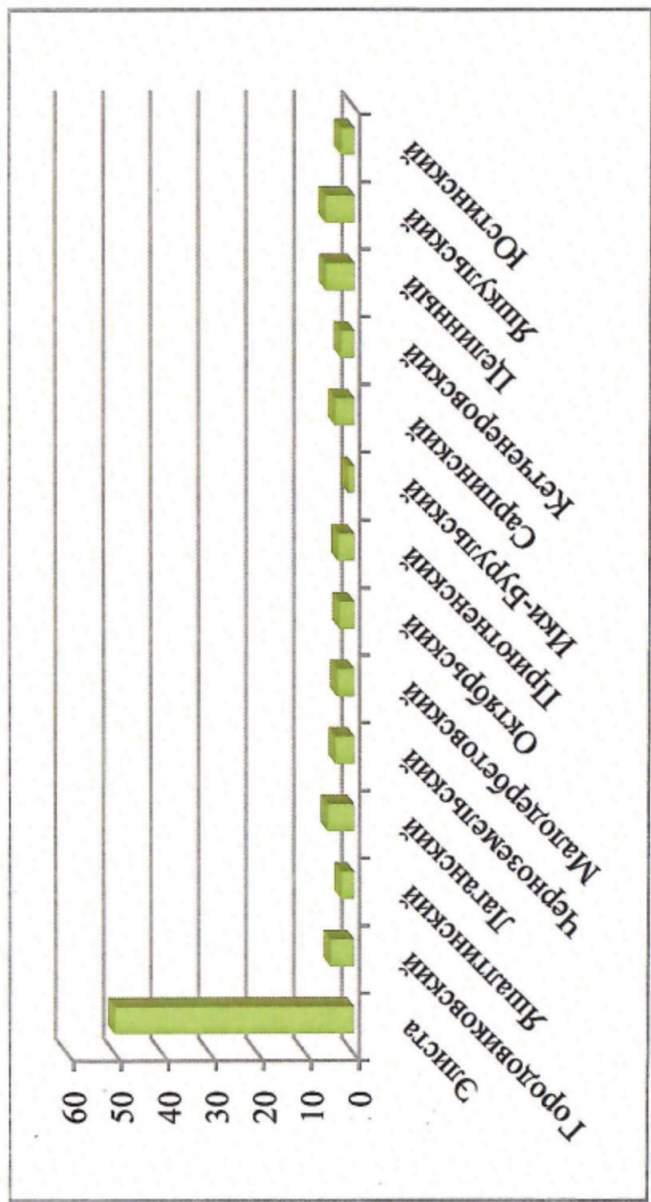 60
50
40
30
20
10
0
Элиста
Городовиковский
Яшалтинский
Лаганский
Черноземельский
Малодербетовский
Октябрьский
Приютненский
Ики-Бурульский
Сарпинский
Кетченеровский
Целинный
Яшкульский
Юстинский